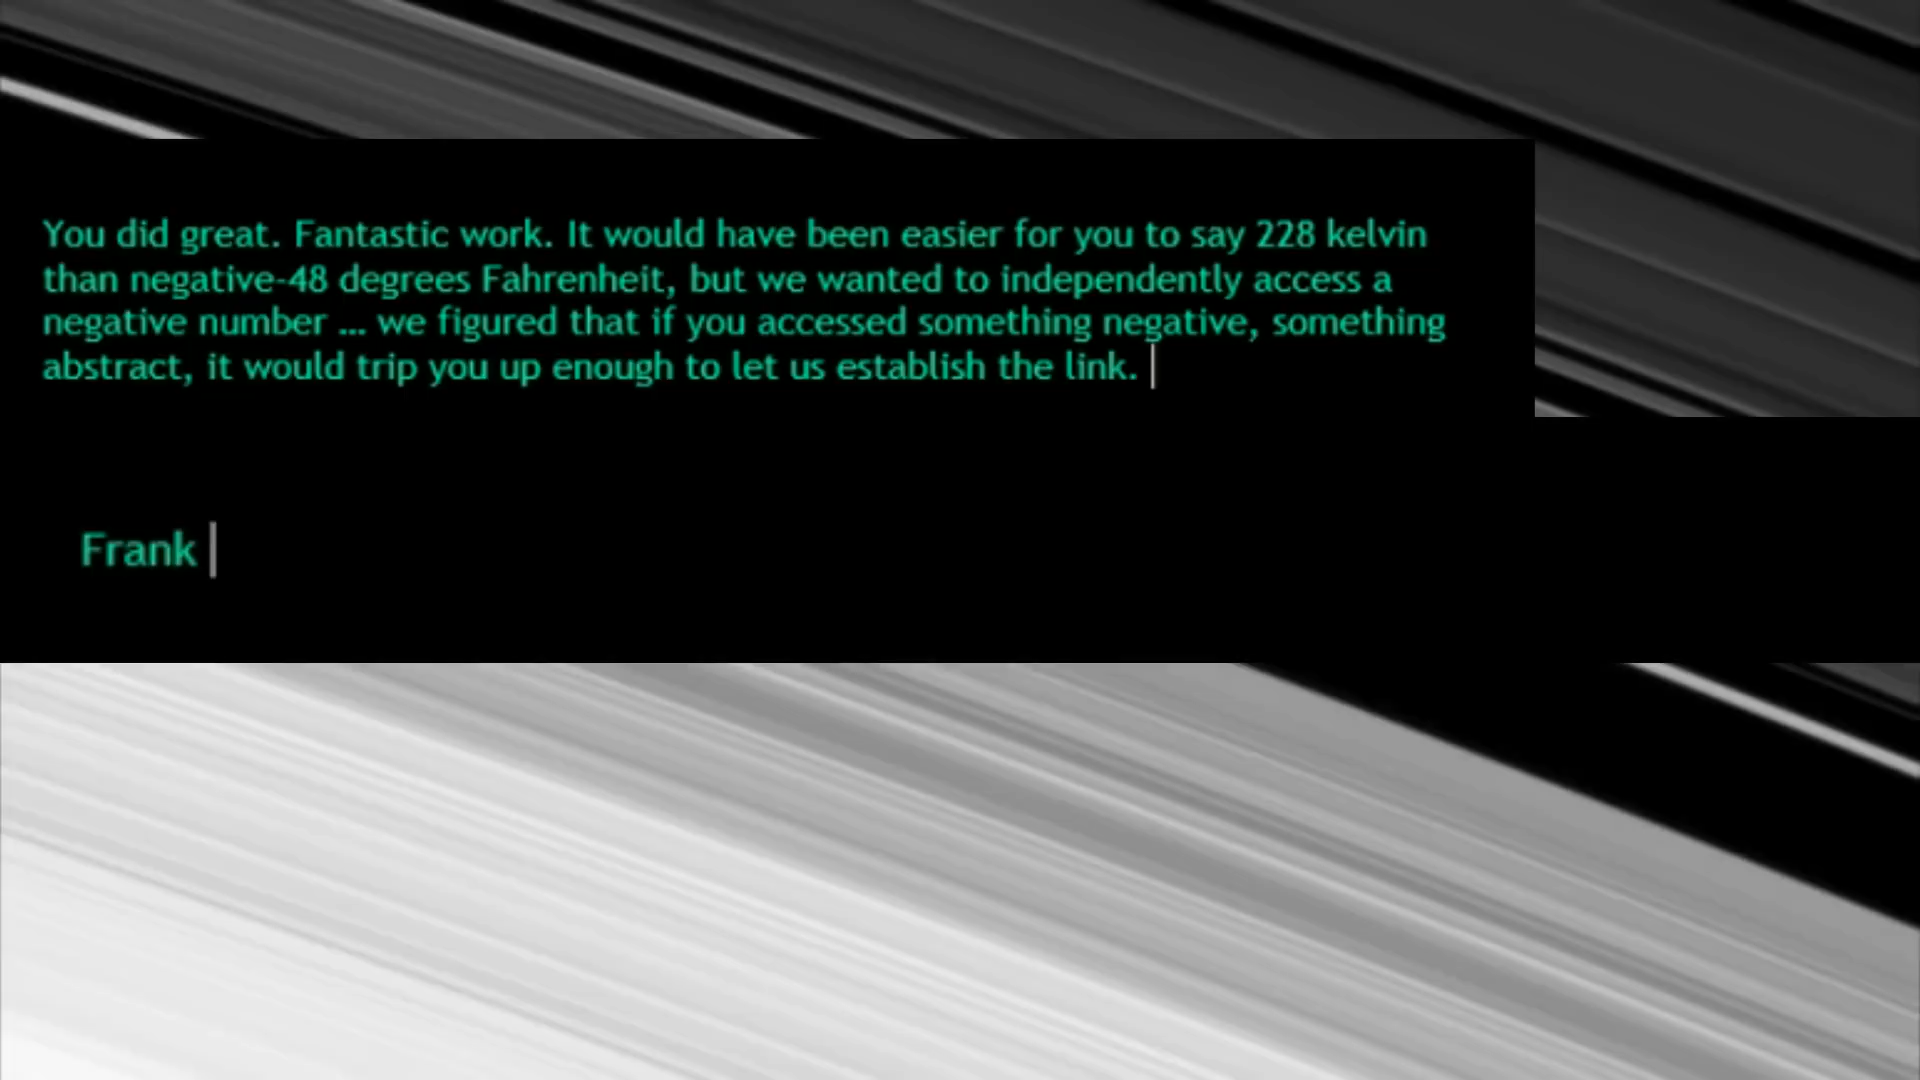 You did great. Fantastic work. It would have been easier for you to say 228 kelvin
than negative-48 degrees Fahrenheit, but we wanted to independently access a
negative number ... we figured that if you accessed something negative, something
abstract, it would trip you up enough to let us establish the link.
Frank